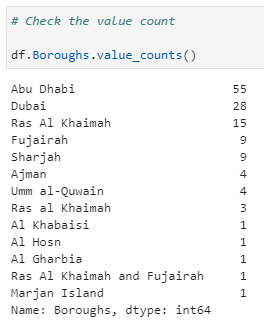 # Check the value count
df.Boroughs.value_counts()
Abu Dhabi 55
Dubai 28
Ras Al Khaimah 15
Fujairah 9
Sharjah 9
Ajman 4
Umm al-Quwain 4
Ras al Khaimah 3
Al Khabaisi 1
Al Hosn 1
Al Gharbia 1
Ras Al Khaimah and Fujairah 1
Marjan Island 1
Name: Boroughs, dtype: int64